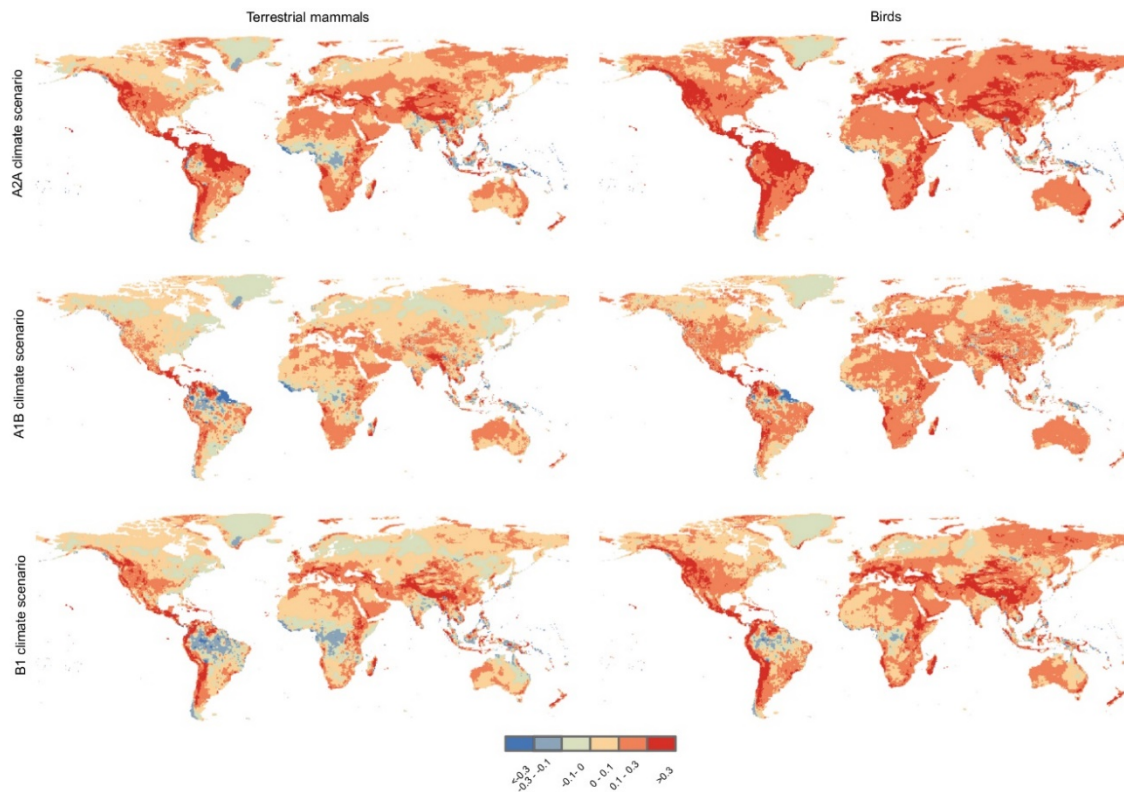 Terrestrial mammals
Birds
A2A climate scenario
A1B climate scenario
B1 climate scenario
<-0.3
-0.3 - -0.1
-0.1 - 0
0 - 0.1
0.1 - 0.3
>0.3